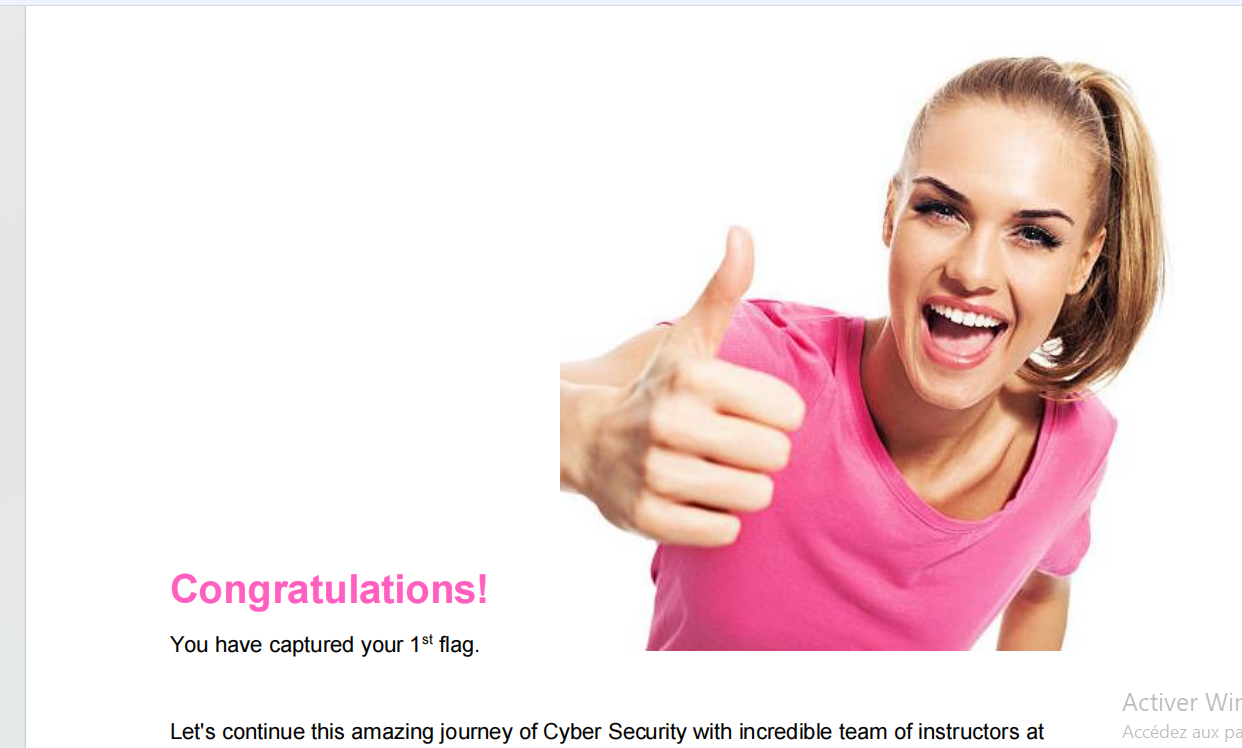 Congratulations!
You have captured your 1st flag.
Let's continue this amazing journey of Cyber Security with incredible team of instructors at
Activer Wir
Accédez aux pa